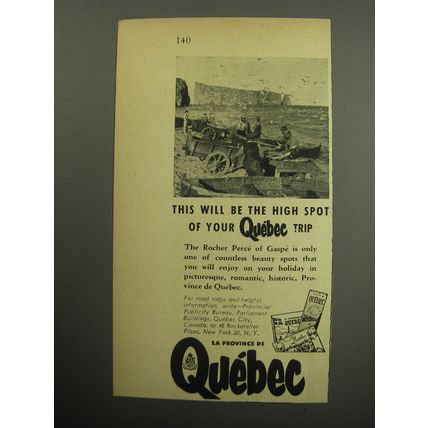 140
THIS WILL BE THE HIGH SPOT
OF YOUR Québec TRIP
The Rocher Percé of Gaspé is only
one of countless beauty spots that
you will enjoy on your holiday in
picturesque, romantic, historic, Pro-
vince de Québec.
For road maps and helpful
information, write—Provincial
Publicity Bureau, Parliament
Buildings, Québec City,
Canada; or 48 Rockefeller
Plaza, New York 20, N. Y.
QUÉBEC
LA PROVINCE DE
Québec